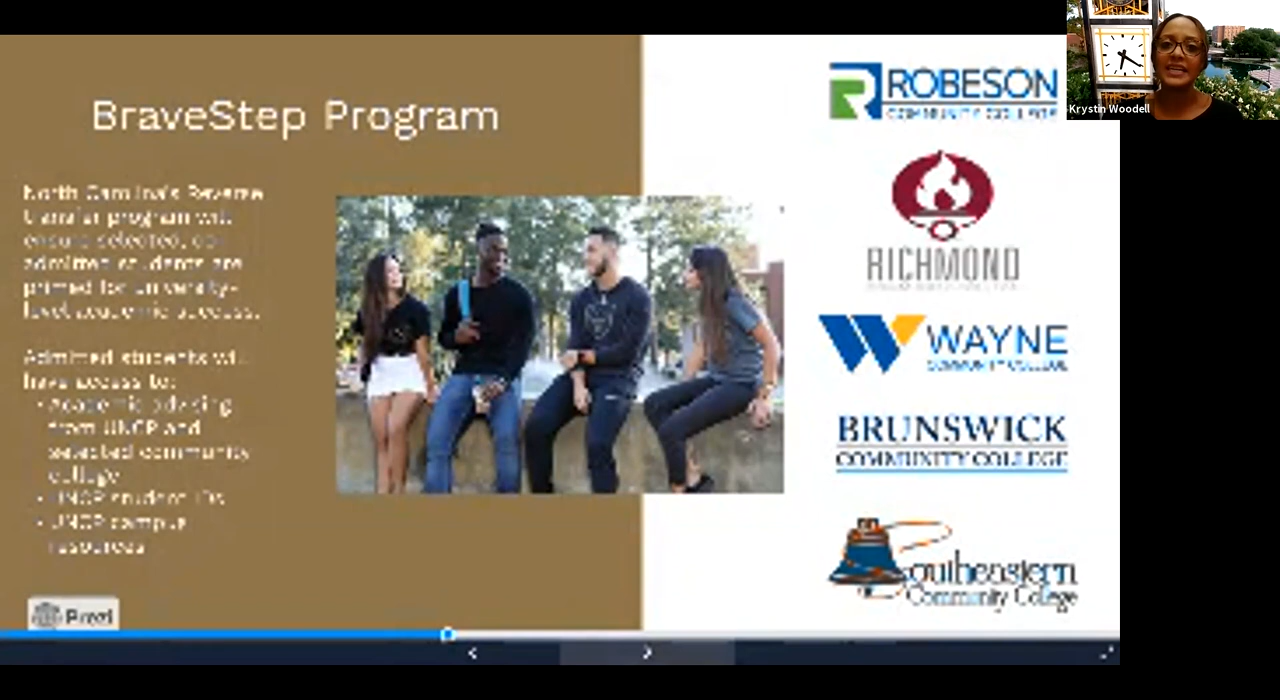 BraveStep Program
North Carolina's Reverse
transfer program will
ensure selected, co-
admitted students are
primed for university-
level academic success.
Admitted students will
have access to:
• Academic advising
from UNCP and
selected community
college
• UNCP student IDs
• UNCP campus
resources
Prezi
ROBESON
COMMUNITY COLLEGE
RICHMOND
WAYNE
COMMUNITY COLLEGE
BRUNSWICK
COMMUNITY COLLEGE
Southeastern
Community College
Krystin Woodell